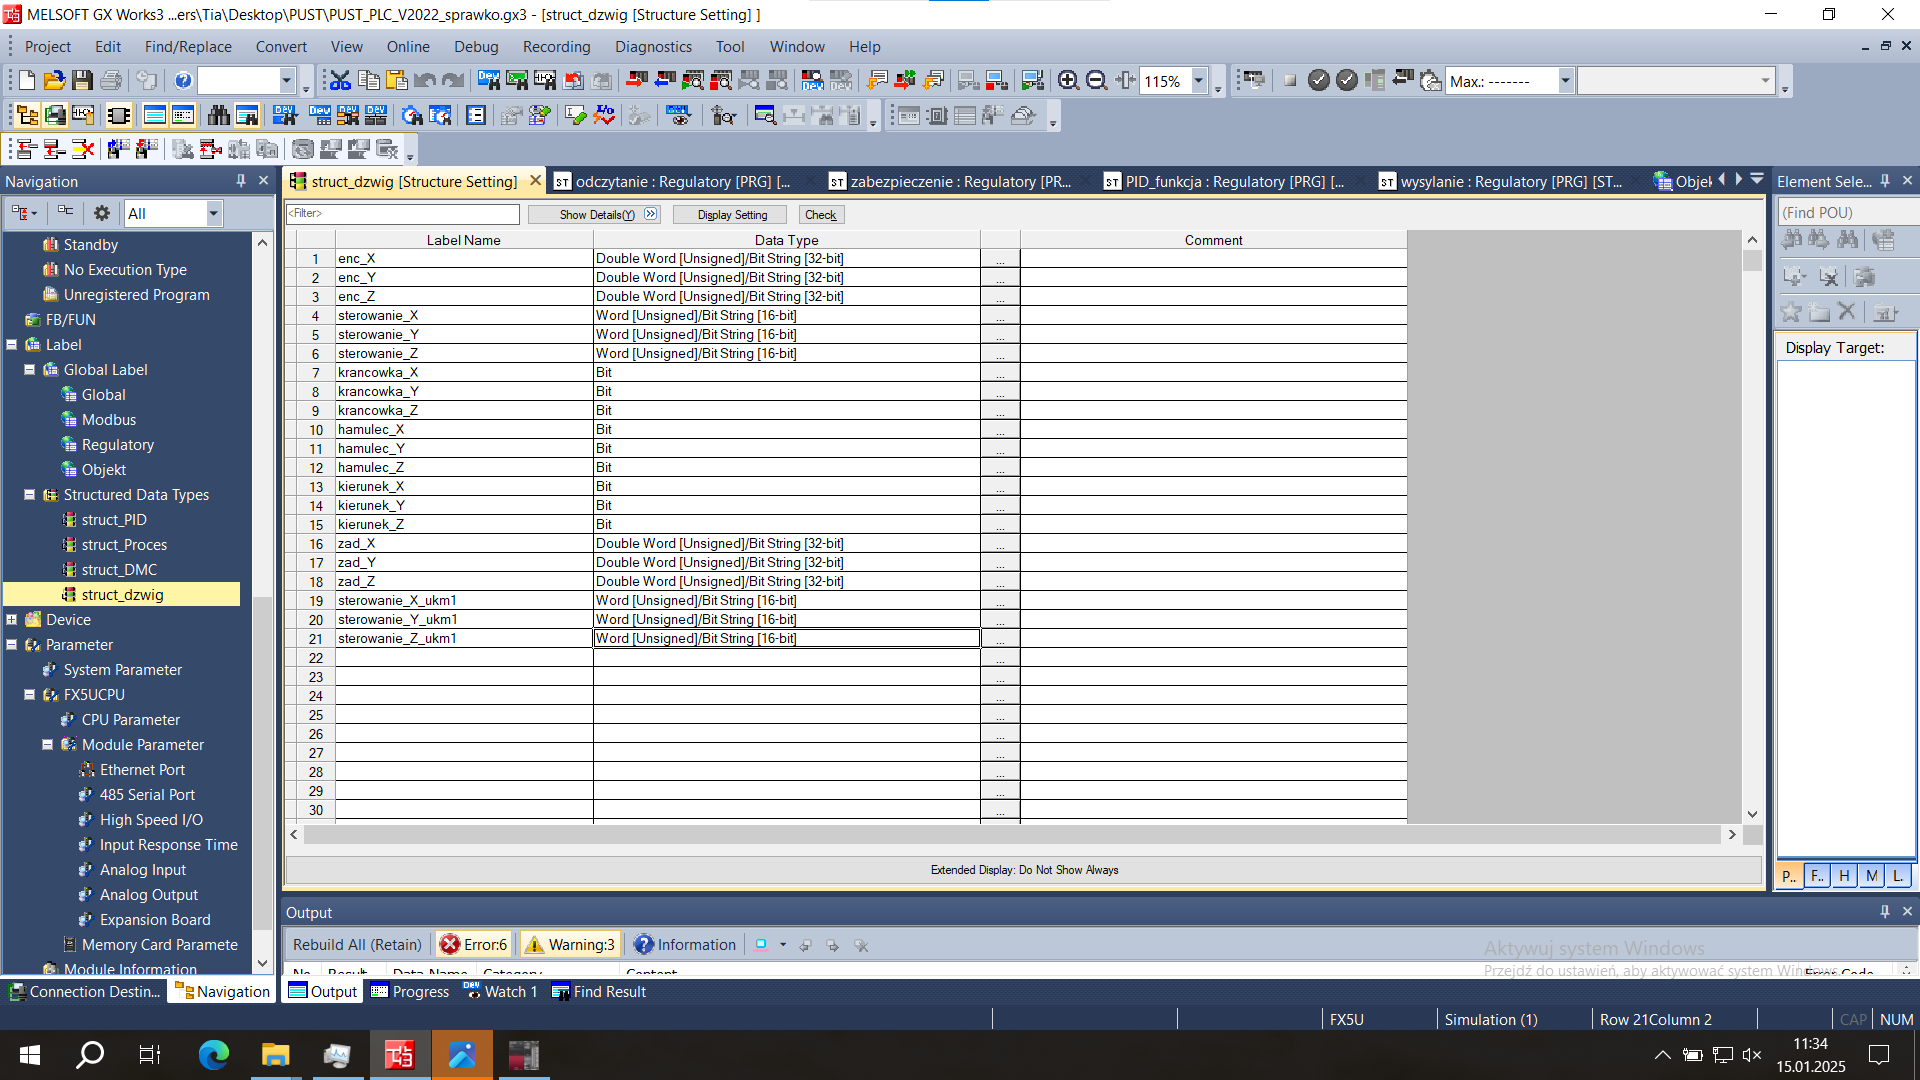 MELSOFT GX Works3 ...ers\Tia\Desktop\PUST\PUST_PLC_V2022_sprawko.gx3 - [struct_dzwig [Structure Setting] ]
Project Edit Find/Replace Convert View Online Debug Recording Diagnostics Tool Window Help
115%
Max.: -------
Navigation
All
Standby
No Execution Type
Unregistered Program
FB/FUN
Label
Global Label
Global
Modbus
Regulatory
Objekt
Structured Data Types
struct_PID
struct_Proces
struct_DMC
struct_dzwig
Device
Parameter
System Parameter
FX5UCPU
CPU Parameter
Module Parameter
Ethernet Port
485 Serial Port
High Speed I/O
Input Response Time
Analog Input
Analog Output
Expansion Board
Memory Card Paramete
Module Information
Connection Destin... Navigation
struct_dzwig [Structure Setting] odczytanie : Regulatory [PRG] [... zabezpieczenie : Regulatory [PR... PID_funkcja : Regulatory [PRG] [... wysylanie : Regulatory [PRG] [ST... Objek
<Filter> Show Details(Y) Display Setting Check
Label Name Data Type Comment
1 enc_X Double Word [Unsigned]/Bit String [32-bit] ...
2 enc_Y Double Word [Unsigned]/Bit String [32-bit] ...
3 enc_Z Double Word [Unsigned]/Bit String [32-bit] ...
4 sterowanie_X Word [Unsigned]/Bit String [16-bit] ...
5 sterowanie_Y Word [Unsigned]/Bit String [16-bit] ...
6 sterowanie_Z Word [Unsigned]/Bit String [16-bit] ...
7 krancowka_X Bit ...
8 krancowka_Y Bit ...
9 krancowka_Z Bit ...
10 hamulec_X Bit ...
11 hamulec_Y Bit ...
12 hamulec_Z Bit ...
13 kierunek_X Bit ...
14 kierunek_Y Bit ...
15 kierunek_Z Bit ...
16 zad_X Double Word [Unsigned]/Bit String [32-bit] ...
17 zad_Y Double Word [Unsigned]/Bit String [32-bit] ...
18 zad_Z Double Word [Unsigned]/Bit String [32-bit] ...
19 sterowanie_X_ukm1 Word [Unsigned]/Bit String [16-bit] ...
20 sterowanie_Y_ukm1 Word [Unsigned]/Bit String [16-bit] ...
21 sterowanie_Z_ukm1 Word [Unsigned]/Bit String [16-bit] ...
22 ...
23 ...
24 ...
25 ...
26 ...
27 ...
28 ...
29 ...
30 ...
Extended Display: Do Not Show Always
Element Sele...
(Find POU)
Display Target:
P.. F.. H M L.
Output
Rebuild All (Retain) Error:6 Warning:3 Information
No. Result Data Name Category Content Error Code
Aktywuj system Windows
Przejdź do ustawień, aby aktywować system Windows.
Output Progress Watch 1 Find Result
FX5U Simulation (1) Row 21Column 2 CAP NUM
11:34
15.01.2025